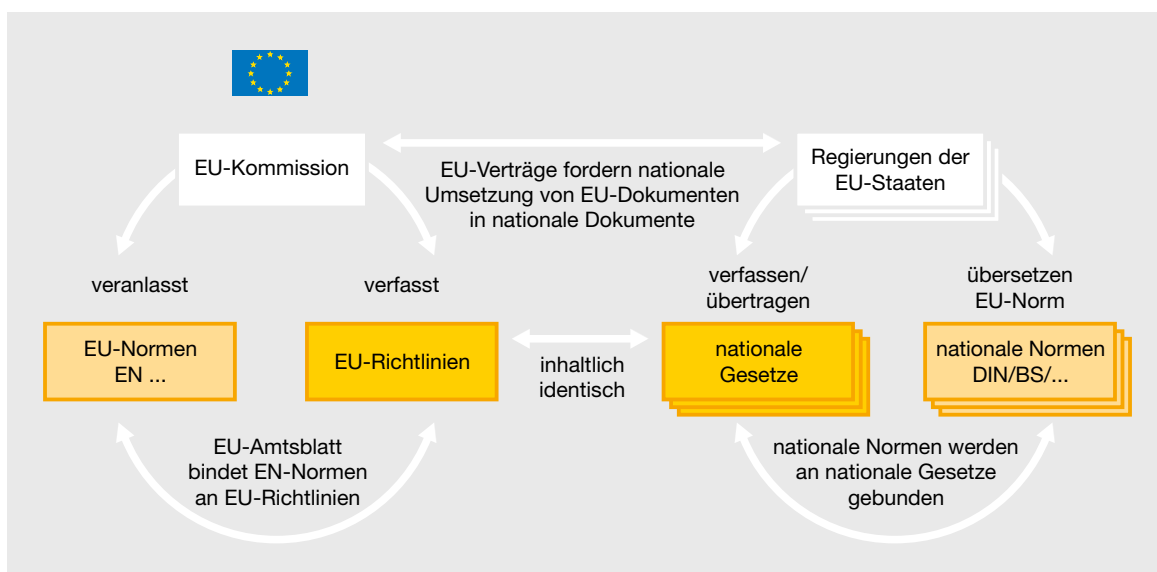 EU-Kommission
EU-Verträge fordern nationale
Umsetzung von EU-Dokumenten
in nationale Dokumente
Regierungen der
EU-Staaten
veranlasst
verfasst
verfassen/
übertragen
übersetzen
EU-Norm
EU-Normen
EN ...
EU-Richtlinien
inhaltlich
identisch
nationale
Gesetze
nationale Normen
DIN/BS/...
EU-Amtsblatt
bindet EN-Normen
an EU-Richtlinien
nationale Normen werden
an nationale Gesetze
gebunden